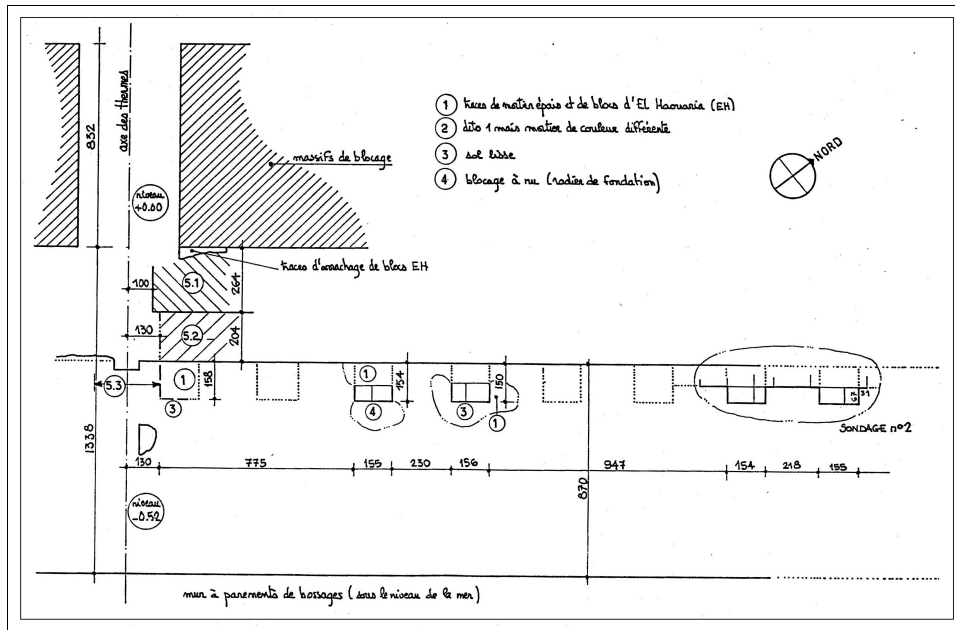 axe des thermes
852
niveau
+0.00
massifs de blocage
① traces de mortier épais et de blocs d'El Haouaria (EH)
② dito 1 mais mortier de couleur différente
③ sol lisse
④ blocage à nu (radier de fondation)
NORD
traces d'arrachage de blocs EH
100
5.1
264
130
5.2
204
5.3
1
158
3
1
154
4
150
3
1
67
31
SONDAGE nº2
1338
130
775
155
230
156
947
154
218
155
870
niveau
-0.52
mur à parements de bossages (sous le niveau de la mer)